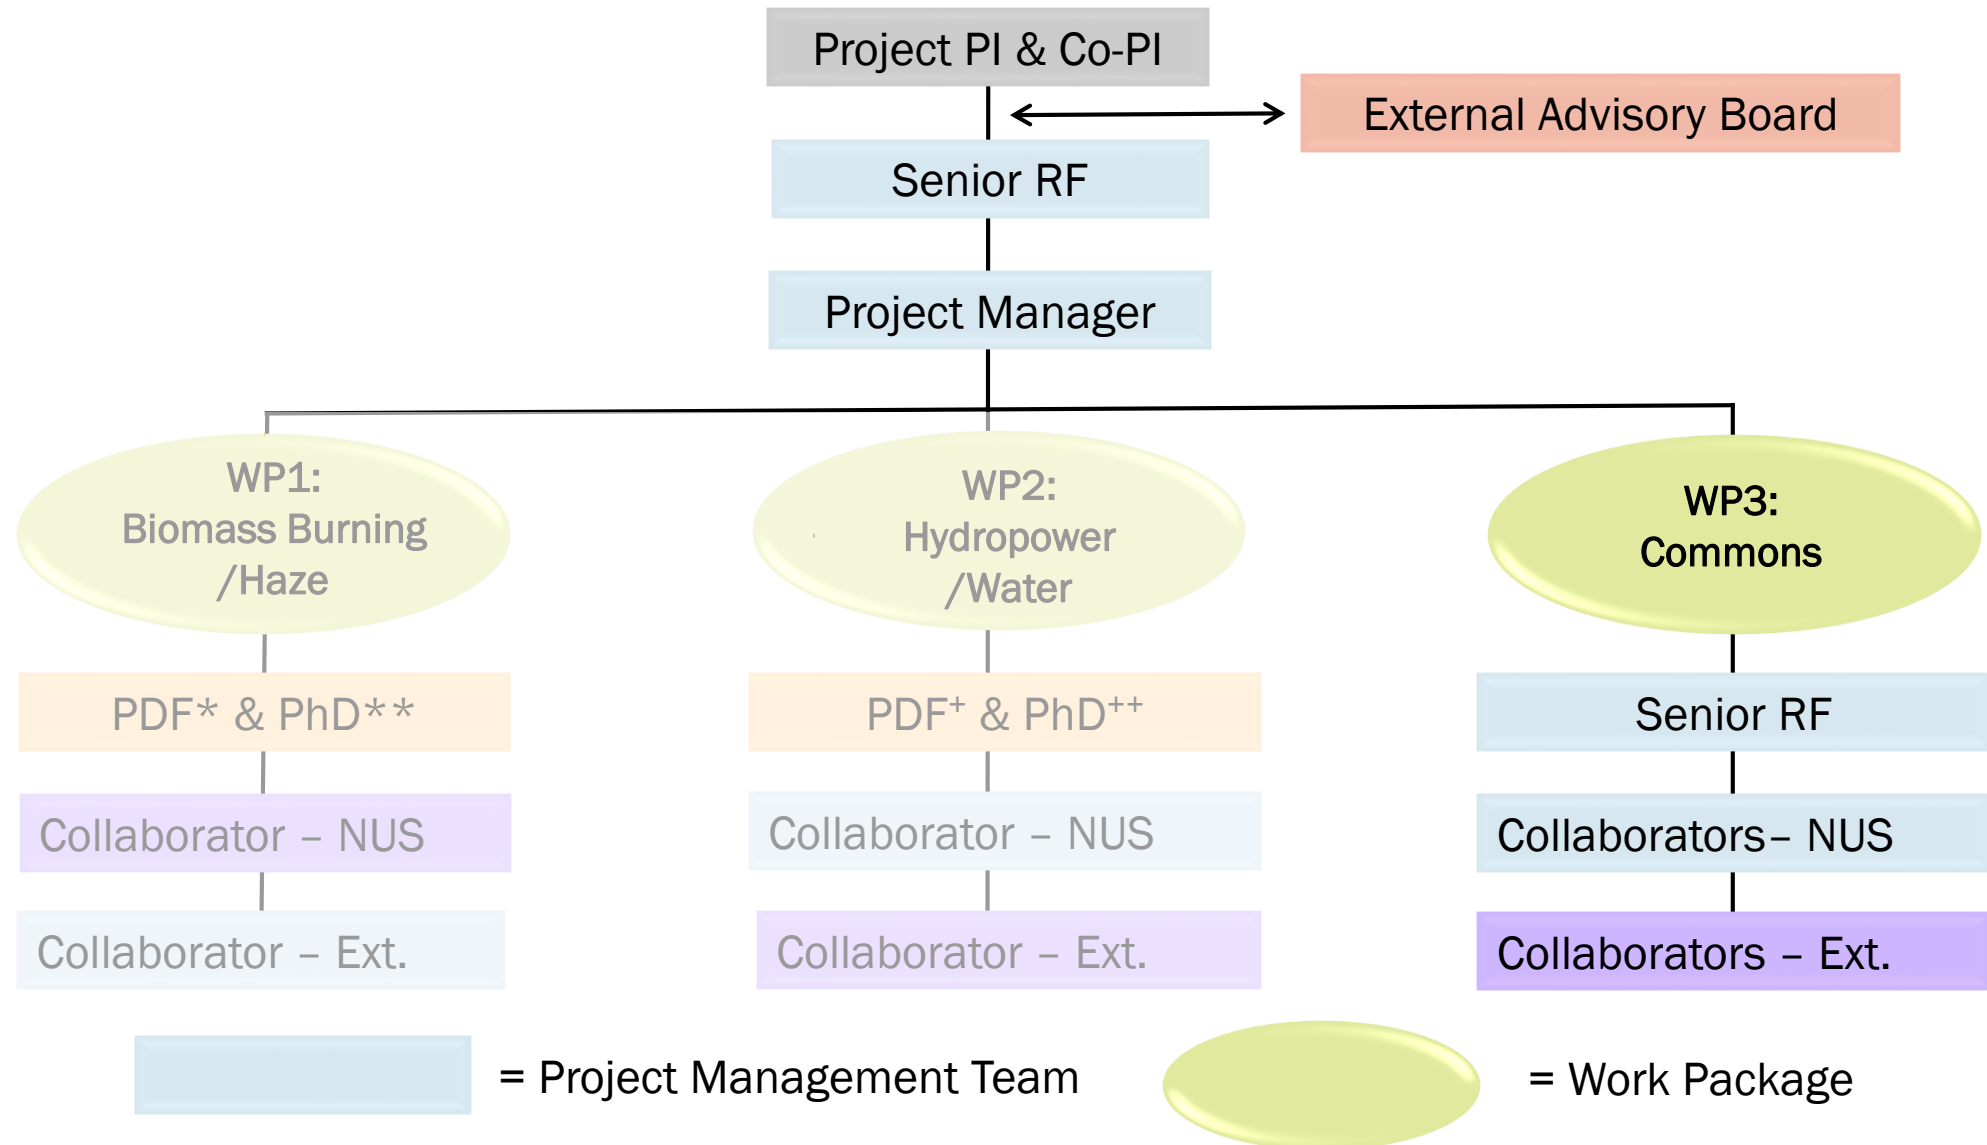 Project PI & Co-PI
External Advisory Board
Senior RF
Project Manager
WP1:
Biomass Burning
/Haze
WP2:
Hydropower
/Water
WP3:
Commons
PDF* & PhD**
PDF⁺ & PhD⁺⁺
Senior RF
Collaborator – NUS
Collaborator – NUS
Collaborators– NUS
Collaborator – Ext.
Collaborator – Ext.
Collaborators – Ext.
= Project Management Team
= Work Package